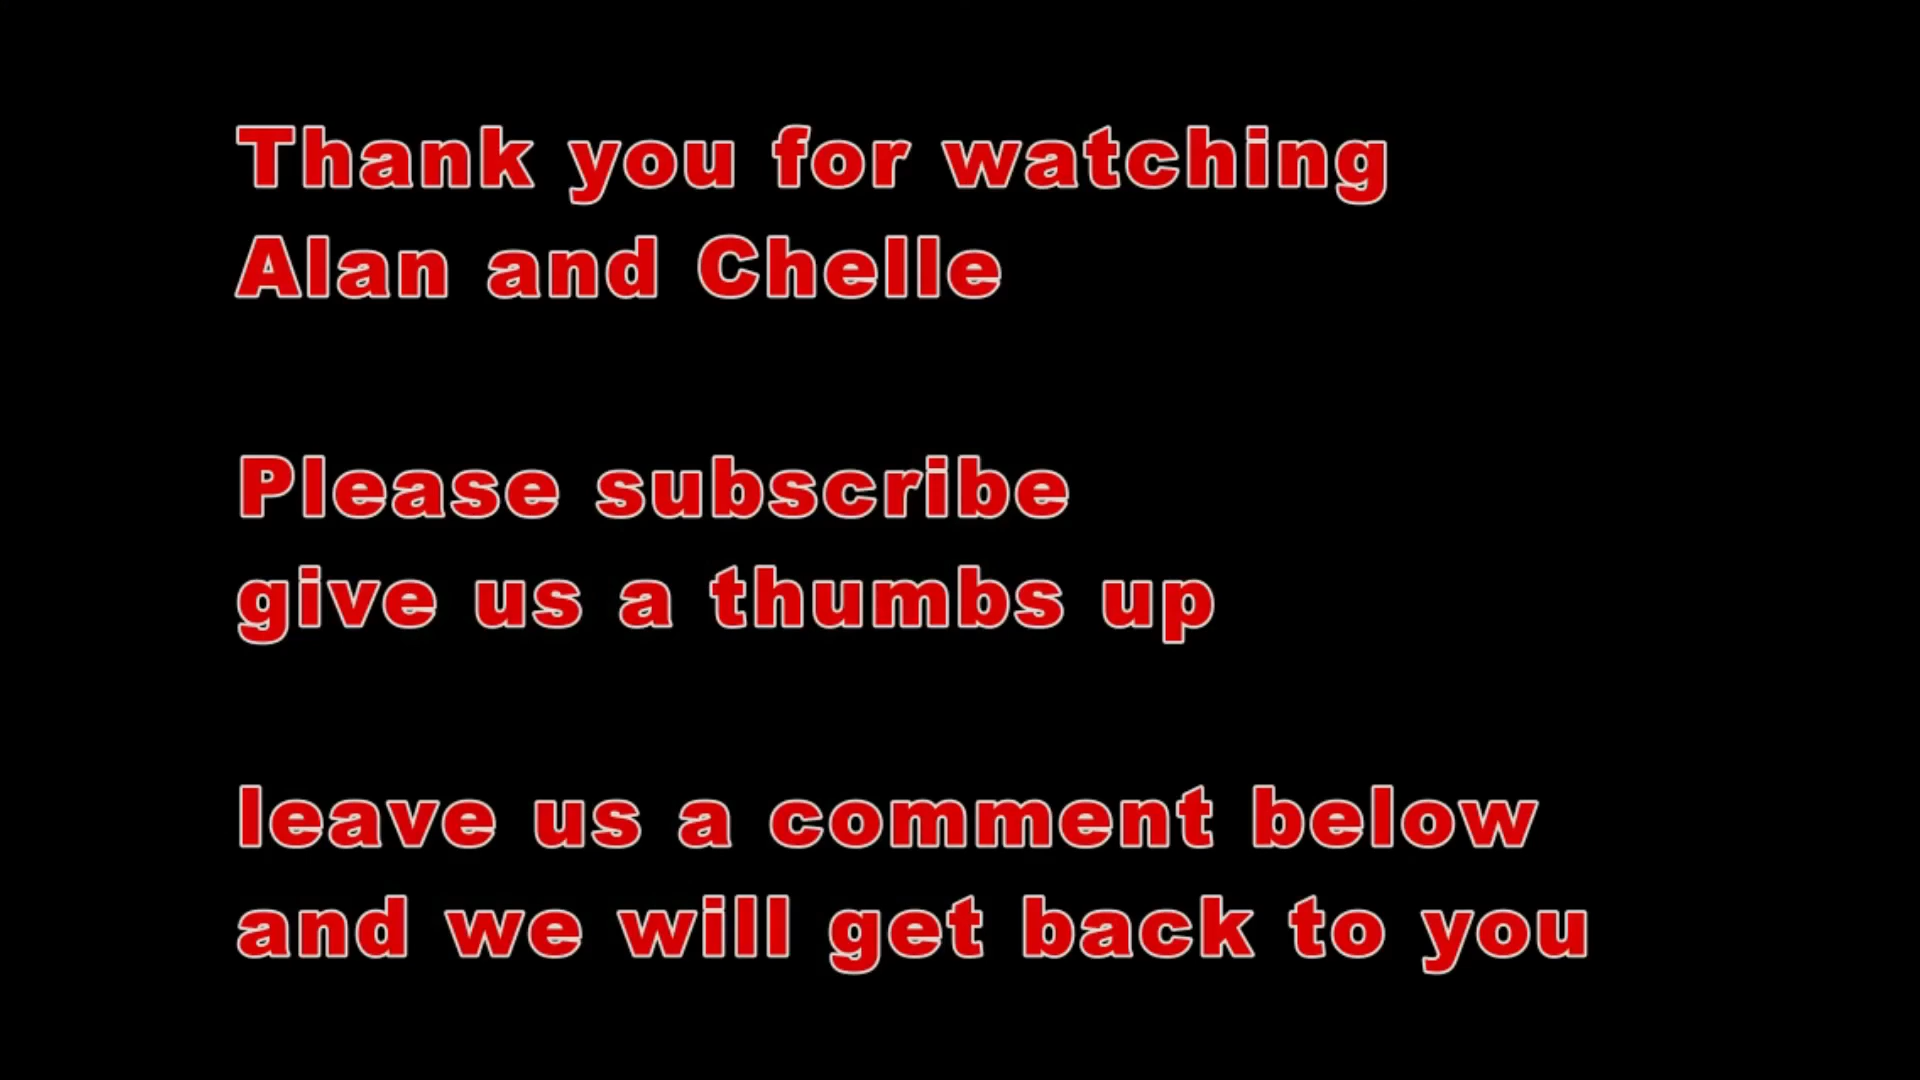 Thank you for watching
Alan and Chelle
Please subscribe
give us a thumbs up
leave us a comment below
and we will get back to you